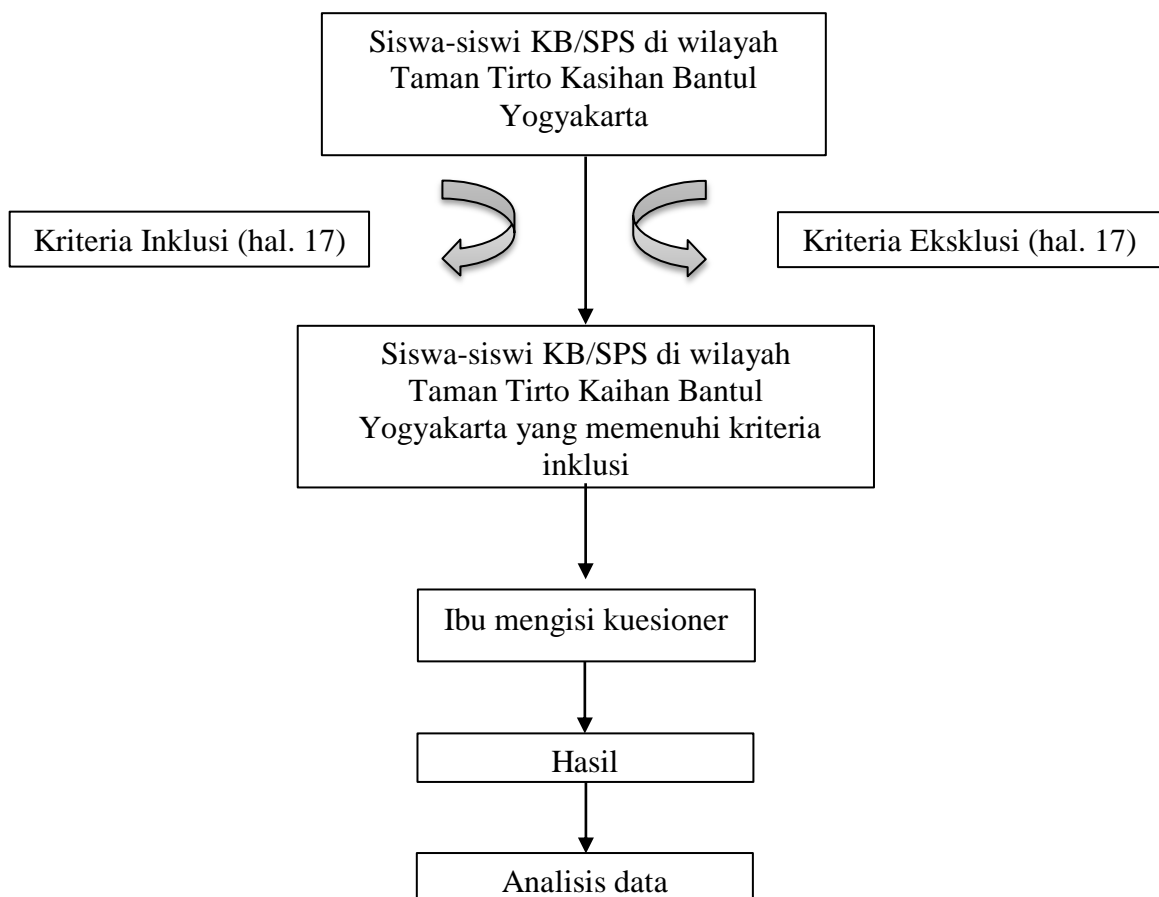 Siswa-siswi KB/SPS di wilayah
Taman Tirto Kasihan Bantul
Yogyakarta
Kriteria Inklusi (hal. 17)
Kriteria Eksklusi (hal. 17)
Siswa-siswi KB/SPS di wilayah
Taman Tirto Kaihan Bantul
Yogyakarta yang memenuhi kriteria
inklusi
Ibu mengisi kuesioner
Hasil
Analisis data